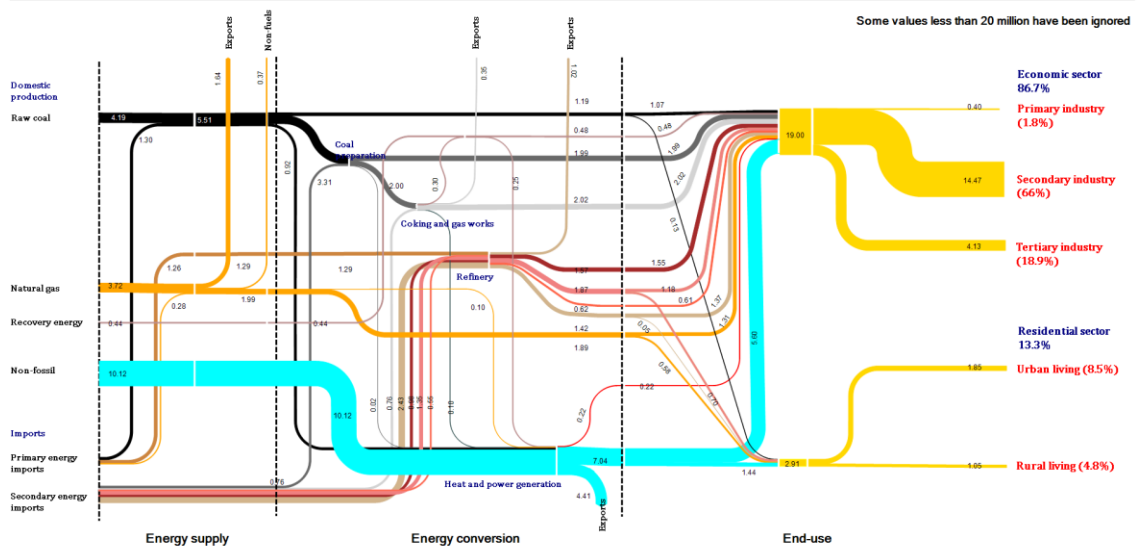 Some values less than 20 million have been ignored
Exports
Non-fuels
Exports
Exports
1.64
0.37
0.35
1.02
Domestic
production
Raw coal
4.19
5.51
1.30
0.92
Coal
preparation
3.31
2.00
0.30
0.25
1.19
0.48
1.99
2.02
Coking and gas works
1.07
0.48
1.99
2.02
0.13
19.00
Economic sector
86.7%
0.40
Primary industry
(1.8%)
14.47
Secondary industry
(66%)
4.13
Tertiary industry
(18.9%)
Natural gas
3.72
1.26
1.29
0.28
1.99
1.29
0.10
Refinery
1.57
1.87
0.62
1.42
1.89
1.55
1.18
0.61
1.37
1.31
0.05
0.58
0.70
6.60
Recovery energy
0.44
0.44
Non-fossil
10.12
10.12
0.02
0.76
2.43
1.35
0.55
0.18
0.22
0.22
Residential sector
13.3%
1.85
Urban living (8.5%)
Imports
Primary energy
imports
0.76
Secondary energy
imports
Heat and power generation
7.04
4.41
Exports
1.44
2.91
1.05
Rural living (4.8%)
Energy supply
Energy conversion
End-use